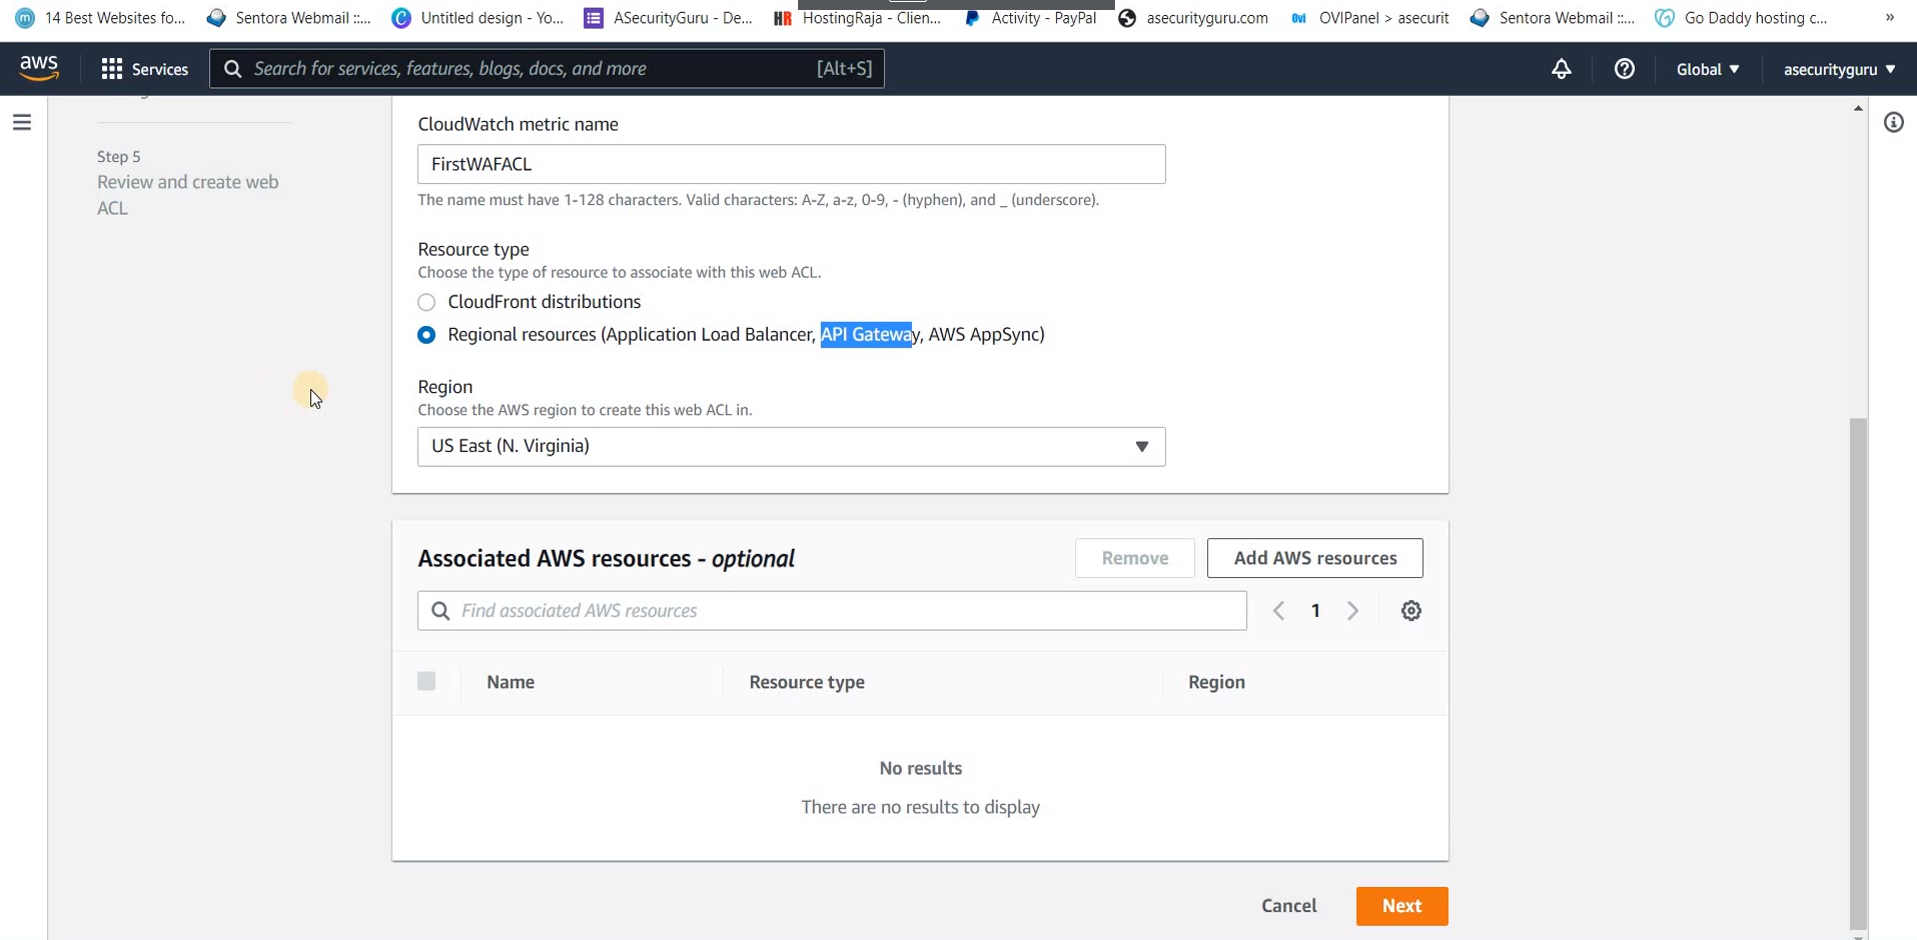 14 Best Websites fo...
Sentora Webmail ::...
Untitled design - Yo...
ASecurityGuru - De...
HR HostingRaja - Clien...
Activity - PayPal
asecurityguru.com
Ovi OVIPanel > asecurit
Sentora Webmail ::...
Go Daddy hosting c...
»
aws
Services
Search for services, features, blogs, docs, and more [Alt+S]
Global
asecurityguru
Step 5
Review and create web
ACL
CloudWatch metric name
FirstWAFACL
The name must have 1-128 characters. Valid characters: A-Z, a-z, 0-9, - (hyphen), and _ (underscore).
Resource type
Choose the type of resource to associate with this web ACL.
CloudFront distributions
Regional resources (Application Load Balancer, API Gateway, AWS AppSync)
Region
Choose the AWS region to create this web ACL in.
US East (N. Virginia)
Associated AWS resources - optional
Remove
Add AWS resources
Find associated AWS resources
1
Name Resource type Region
No results
There are no results to display
Cancel
Next